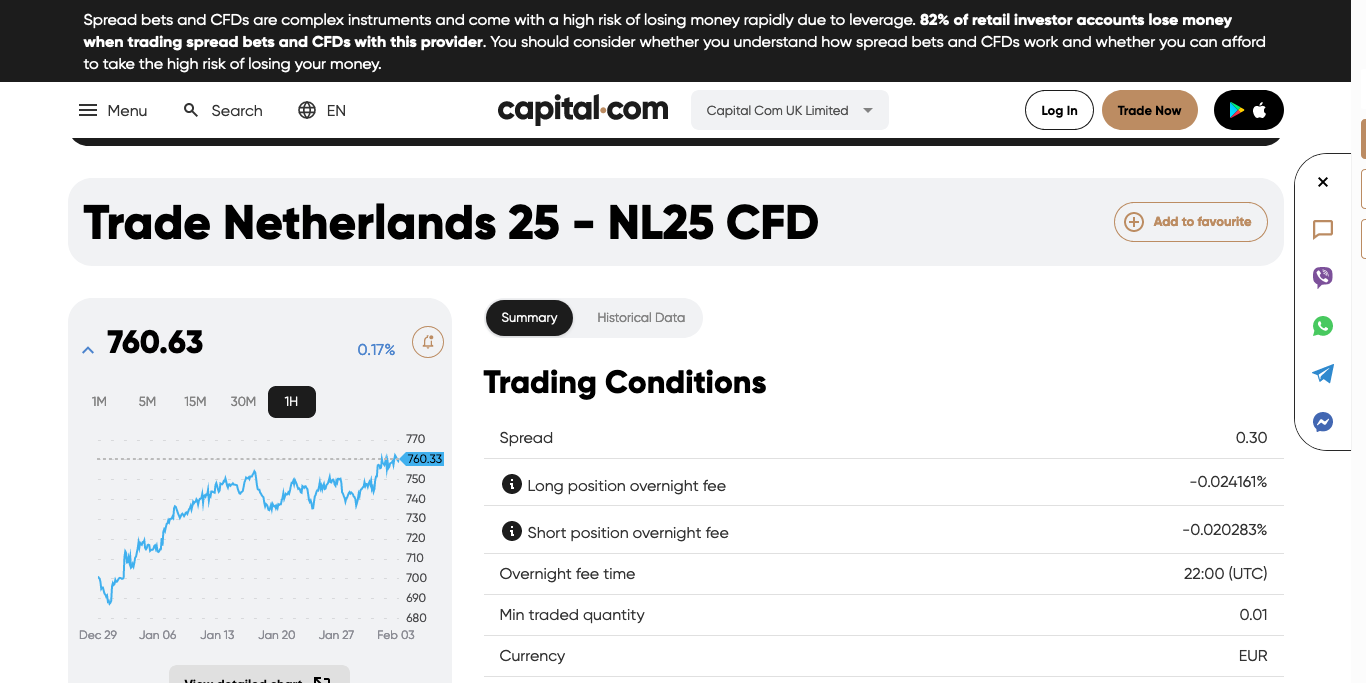 Spread bets and CFDs are complex instruments and come with a high risk of losing money rapidly due to leverage. 82% of retail investor accounts lose money
when trading spread bets and CFDs with this provider. You should consider whether you understand how spread bets and CFDs work and whether you can afford
to take the high risk of losing your money.
Menu
Search
EN
capital.com
Capital Com UK Limited
Log In
Trade Now
Trade Netherlands 25 - NL25 CFD
Add to favourite
760.63
0.17%
1M
5M
15M
30M
1H
770
760.33
750
740
730
720
710
700
690
680
Dec 29
Jan 06
Jan 13
Jan 20
Jan 27
Feb 03
View detailed chart
Summary
Historical Data
Trading Conditions
Spread 0.30
Long position overnight fee -0.024161%
Short position overnight fee -0.020283%
Overnight fee time 22:00 (UTC)
Min traded quantity 0.01
Currency EUR